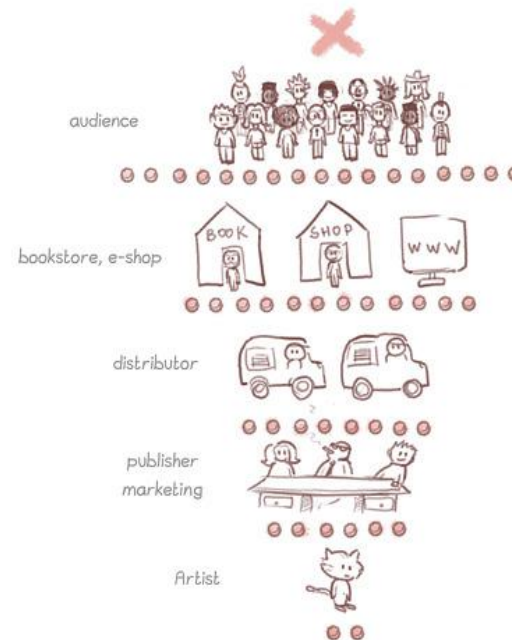 audience
BOOK
SHOP
WWW
bookstore, e-shop
distributor
publisher
marketing
Artist